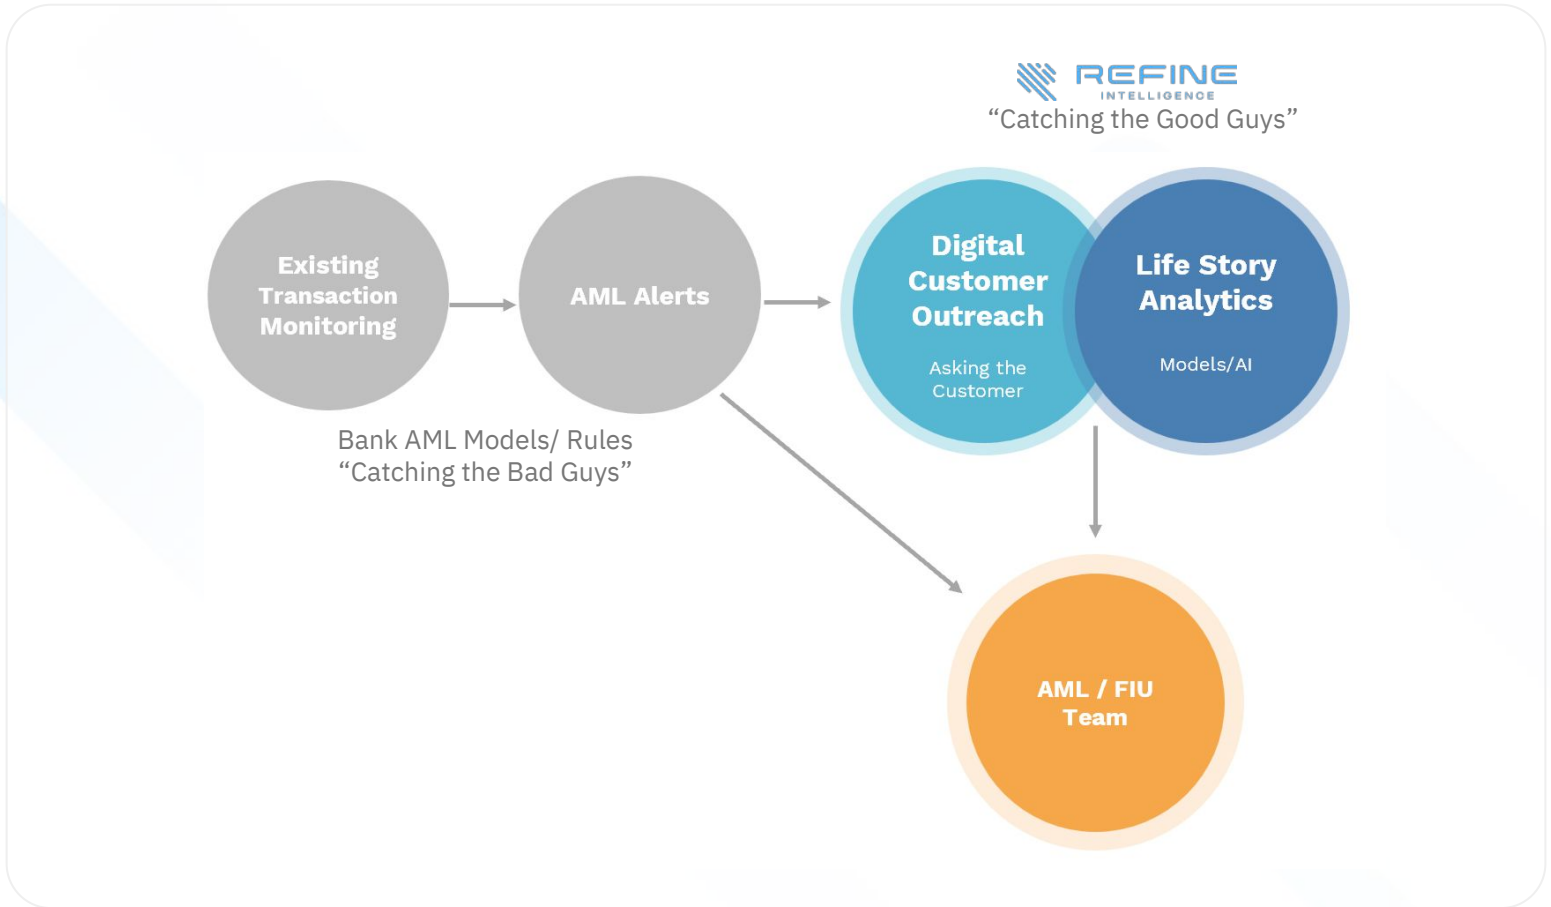 REFINE
INTELLIGENCE
“Catching the Good Guys”
Existing
Transaction
Monitoring
AML Alerts
Digital
Customer
Outreach
Asking the
Customer
Life Story
Analytics
Models/AI
Bank AML Models/ Rules
“Catching the Bad Guys”
AML / FIU
Team